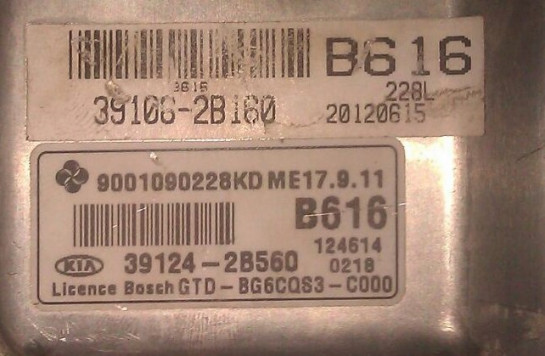 B616
3616
39106-2B160
228L
20120615
9001090228KD ME17.9.11
B616
124614
KIA 39124-2B560 0218
Licence Bosch GTD-BG6CQS3-C000